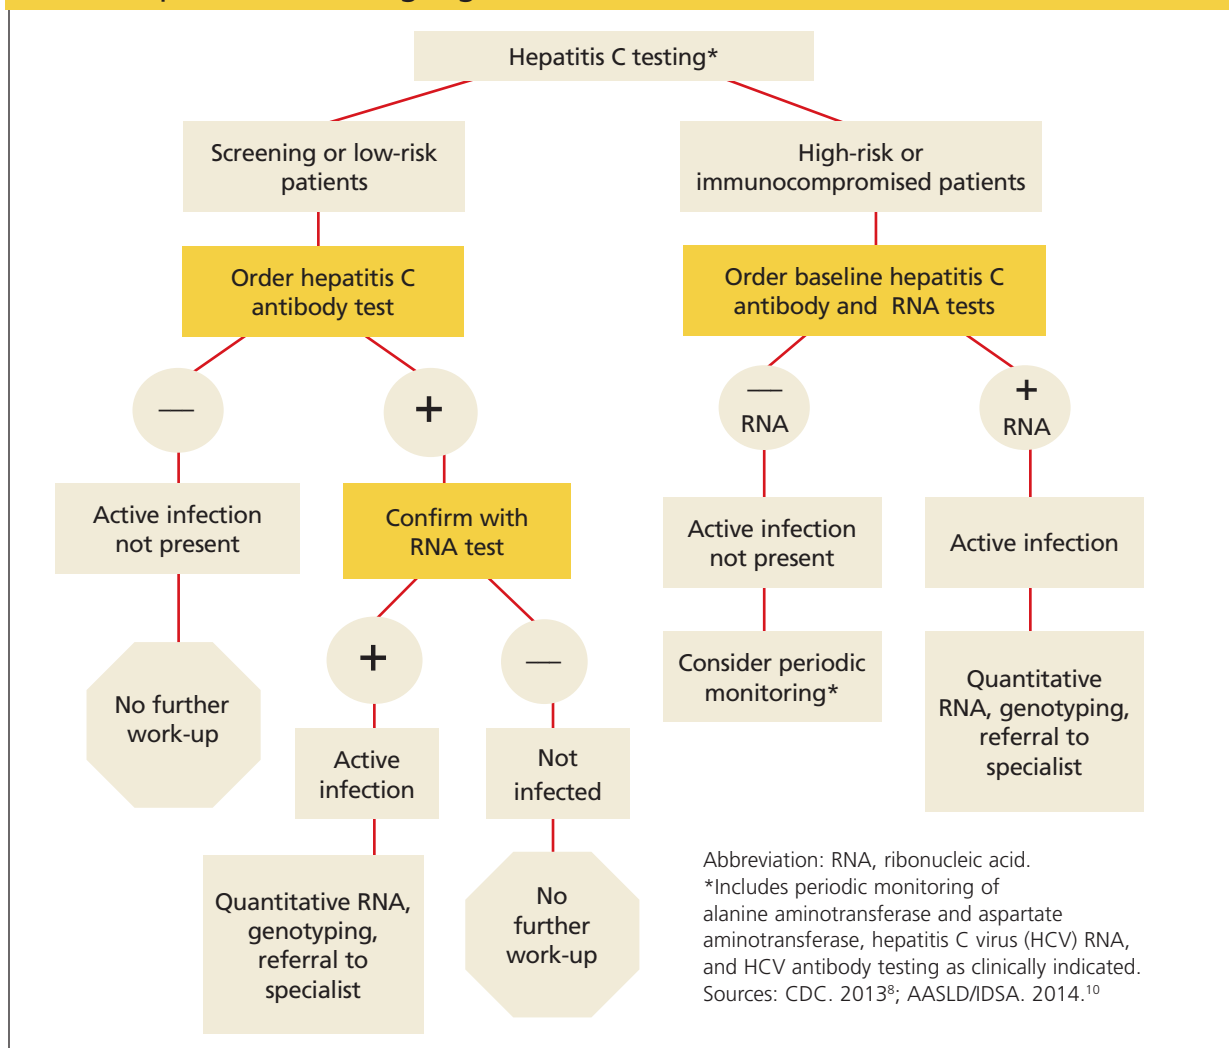 Hepatitis C testing*
Screening or low-risk
patients
High-risk or
immunocompromised patients
Order hepatitis C
antibody test
Order baseline hepatitis C
antibody and RNA tests
—
+
—
RNA
+
RNA
Active infection
not present
Confirm with
RNA test
Active infection
not present
Active infection
No further
work-up
+
—
Consider periodic
monitoring*
Quantitative
RNA, genotyping,
referral to
specialist
Active
infection
Not
infected
Quantitative RNA,
genotyping,
referral to
specialist
No
further
work-up
Abbreviation: RNA, ribonucleic acid.
*Includes periodic monitoring of
alanine aminotransferase and aspartate
aminotransferase, hepatitis C virus (HCV) RNA,
and HCV antibody testing as clinically indicated.
Sources: CDC. 2013⁸; AASLD/IDSA. 2014.¹⁰